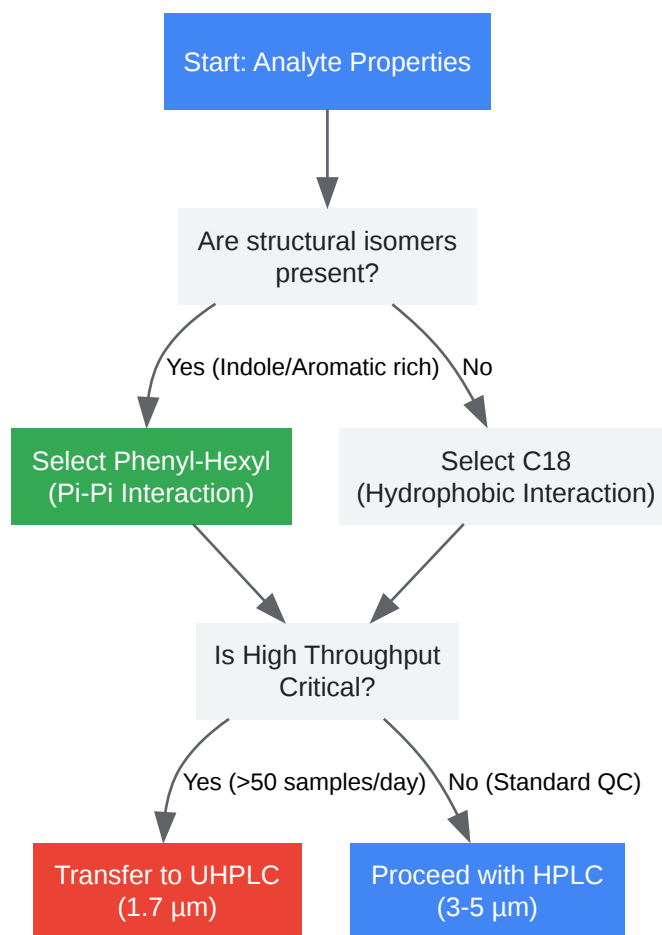 Start: Analyte Properties
Are structural isomers
present?
Yes (Indole/Aromatic rich)
No
Select Phenyl-Hexyl
(Pi-Pi Interaction)
Select C18
(Hydrophobic Interaction)
Is High Throughput
Critical?
Yes (>50 samples/day)
No (Standard QC)
Transfer to UHPLC
(1.7 µm)
Proceed with HPLC
(3-5 µm)